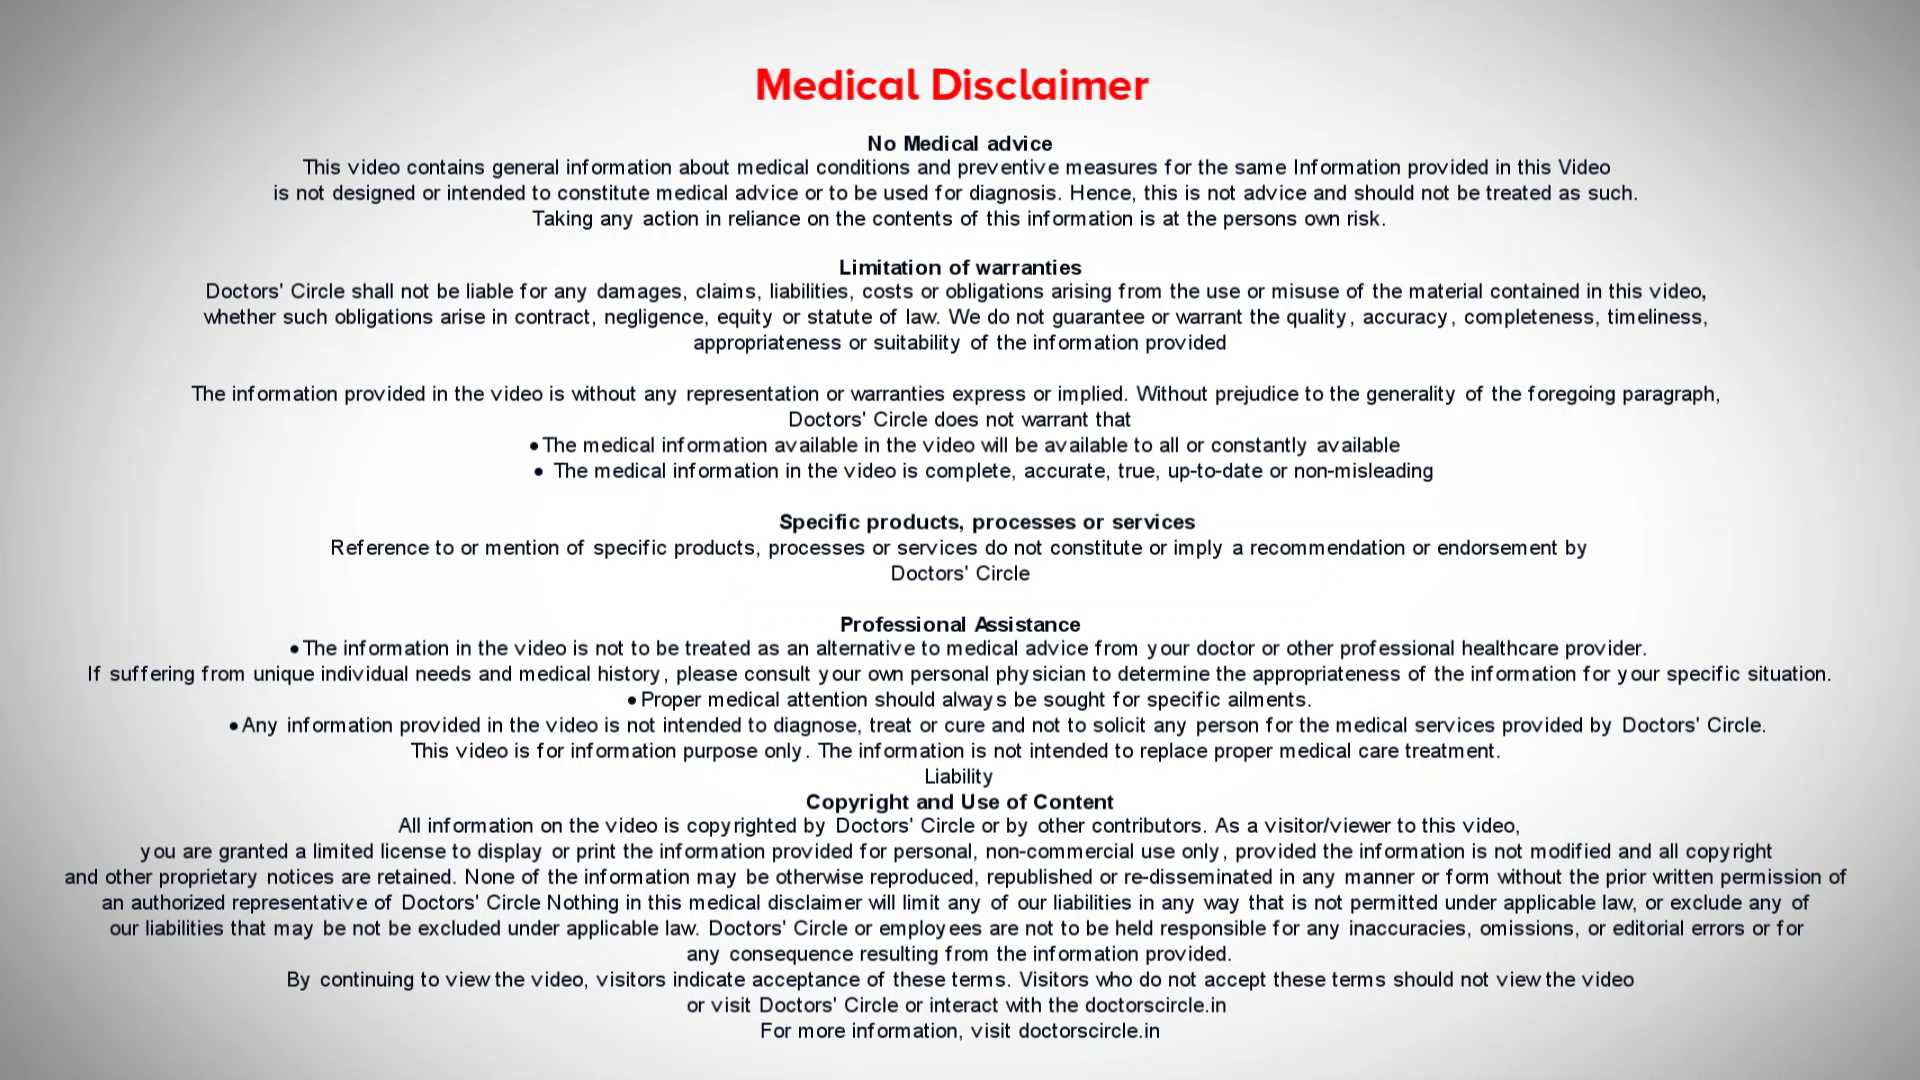 Medical Disclaimer
No Medical advice
This video contains general information about medical conditions and preventive measures for the same Information provided in this Video
is not designed or intended to constitute medical advice or to be used for diagnosis. Hence, this is not advice and should not be treated as such.
Taking any action in reliance on the contents of this information is at the persons own risk.
Limitation of warranties
Doctors' Circle shall not be liable for any damages, claims, liabilities, costs or obligations arising from the use or misuse of the material contained in this video,
whether such obligations arise in contract, negligence, equity or statute of law. We do not guarantee or warrant the quality, accuracy, completeness, timeliness,
appropriateness or suitability of the information provided
The information provided in the video is without any representation or warranties express or implied. Without prejudice to the generality of the foregoing paragraph,
Doctors' Circle does not warrant that
• The medical information available in the video will be available to all or constantly available
• The medical information in the video is complete, accurate, true, up-to-date or non-misleading
Specific products, processes or services
Reference to or mention of specific products, processes or services do not constitute or imply a recommendation or endorsement by
Doctors' Circle
Professional Assistance
• The information in the video is not to be treated as an alternative to medical advice from your doctor or other professional healthcare provider.
If suffering from unique individual needs and medical history, please consult your own personal physician to determine the appropriateness of the information for your specific situation.
• Proper medical attention should always be sought for specific ailments.
• Any information provided in the video is not intended to diagnose, treat or cure and not to solicit any person for the medical services provided by Doctors' Circle.
This video is for information purpose only. The information is not intended to replace proper medical care treatment.
Liability
Copyright and Use of Content
All information on the video is copyrighted by Doctors' Circle or by other contributors. As a visitor/viewer to this video,
you are granted a limited license to display or print the information provided for personal, non-commercial use only, provided the information is not modified and all copyright
and other proprietary notices are retained. None of the information may be otherwise reproduced, republished or re-disseminated in any manner or form without the prior written permission of
an authorized representative of Doctors' Circle Nothing in this medical disclaimer will limit any of our liabilities in any way that is not permitted under applicable law, or exclude any of
our liabilities that may be not be excluded under applicable law. Doctors' Circle or employees are not to be held responsible for any inaccuracies, omissions, or editorial errors or for
any consequence resulting from the information provided.
By continuing to view the video, visitors indicate acceptance of these terms. Visitors who do not accept these terms should not view the video
or visit Doctors' Circle or interact with the doctorscircle.in
For more information, visit doctorscircle.in